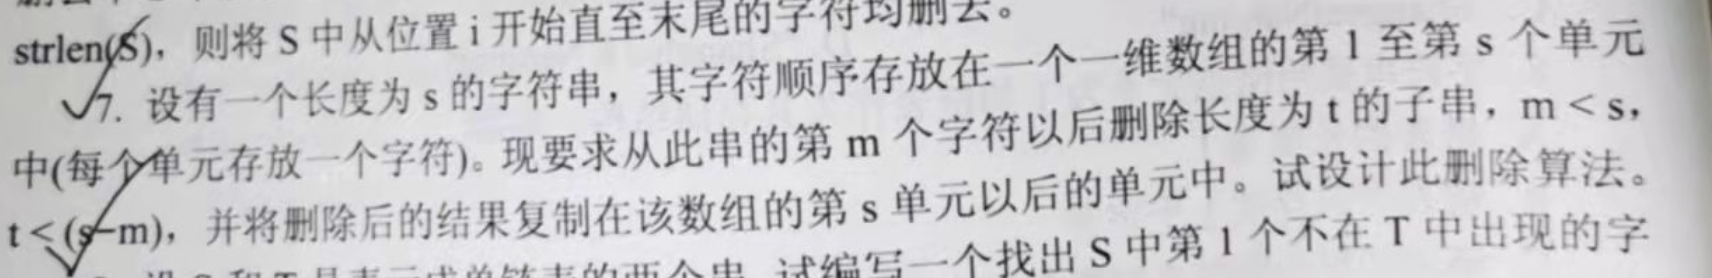 strlen(S)，则将 S 中从位置 i 开始直至末尾的字符均删去。
7. 设有一个长度为 s 的字符串，其字符顺序存放在一个一维数组的第 1 至第 s 个单元
中(每个单元存放一个字符)。现要求从此串的第 m 个字符以后删除长度为 t 的子串，m < s，
t < (s－m)，并将删除后的结果复制在该数组的第 s 单元以后的单元中。试设计此删除算法。
试编写一个找出 S 中第 1 个不在 T 中出现的字